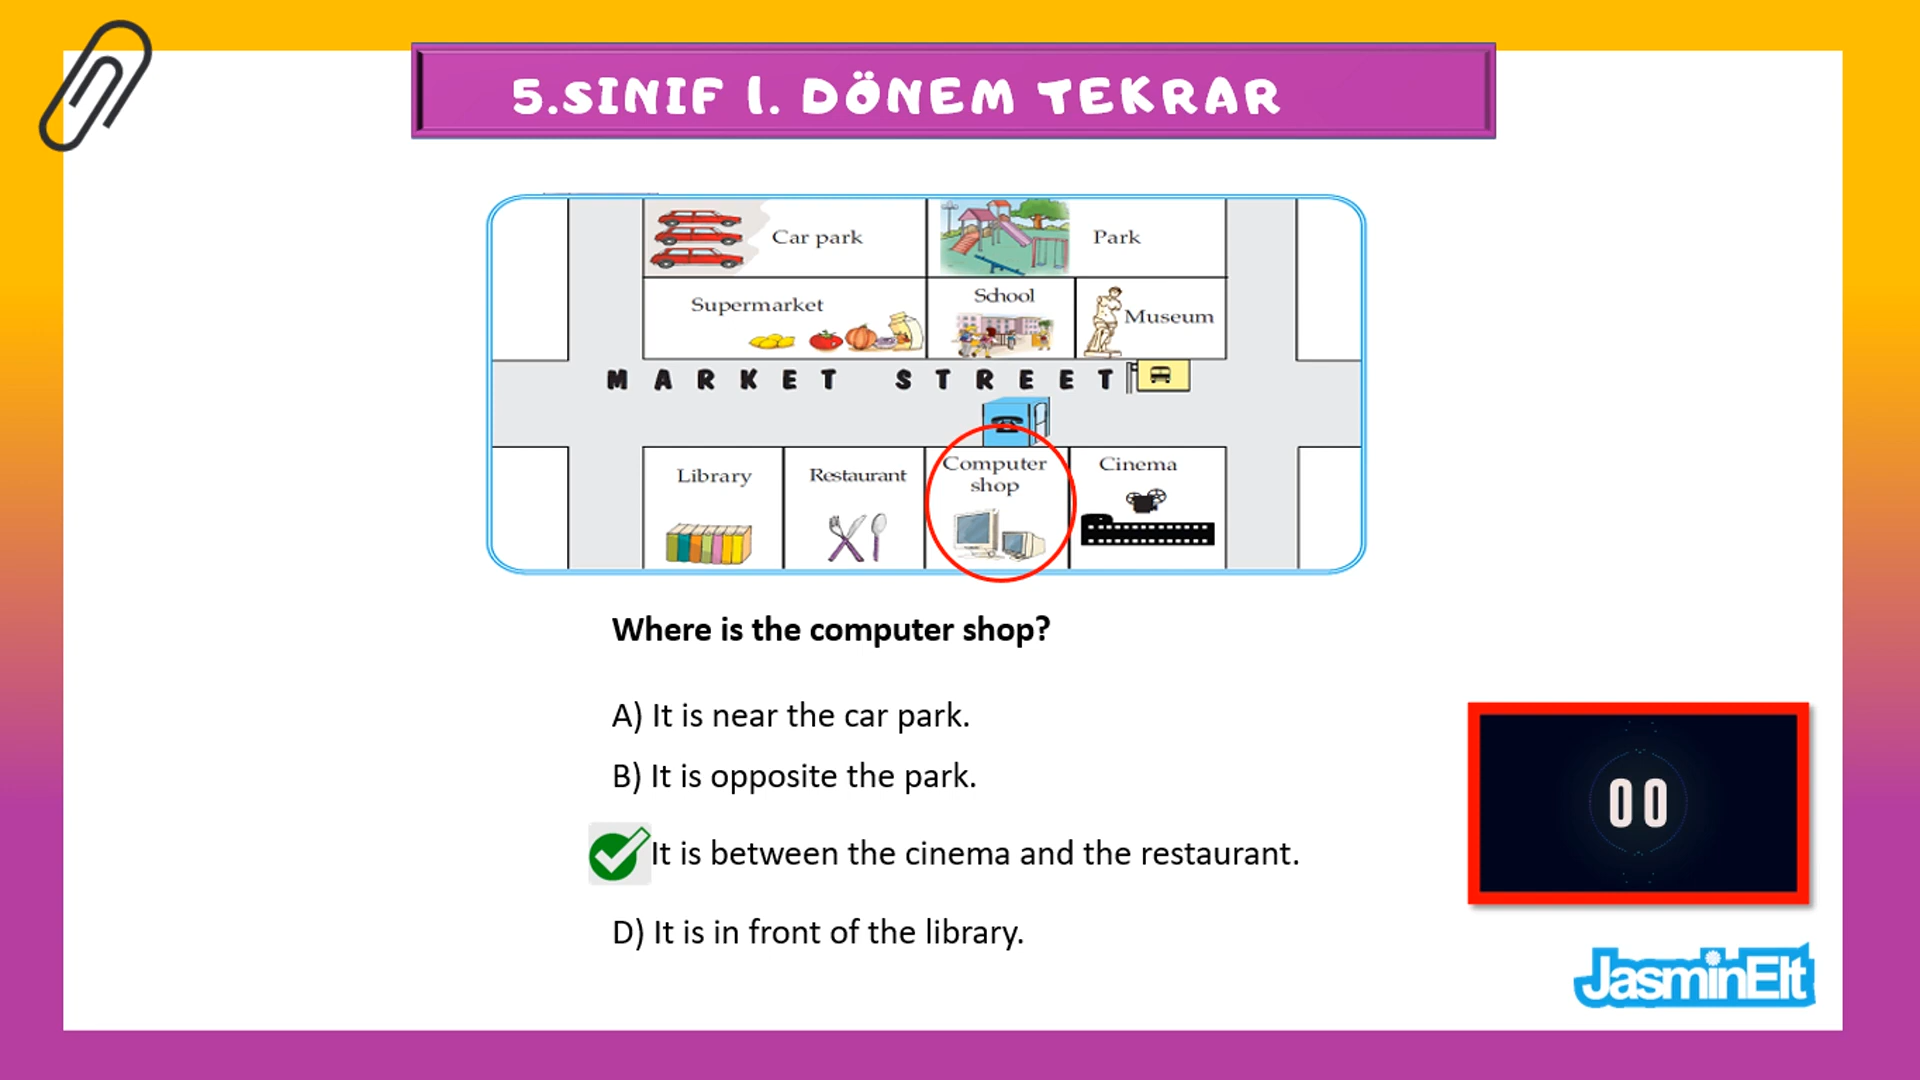 5.SINIF 1. DÖNEM TEKRAR
Car park
Park
Supermarket
School
Museum
MARKET STREET
Library
Restaurant
Computer
shop
Cinema
Where is the computer shop?
A) It is near the car park.
B) It is opposite the park.
It is between the cinema and the restaurant.
D) It is in front of the library.
00
JasminElt